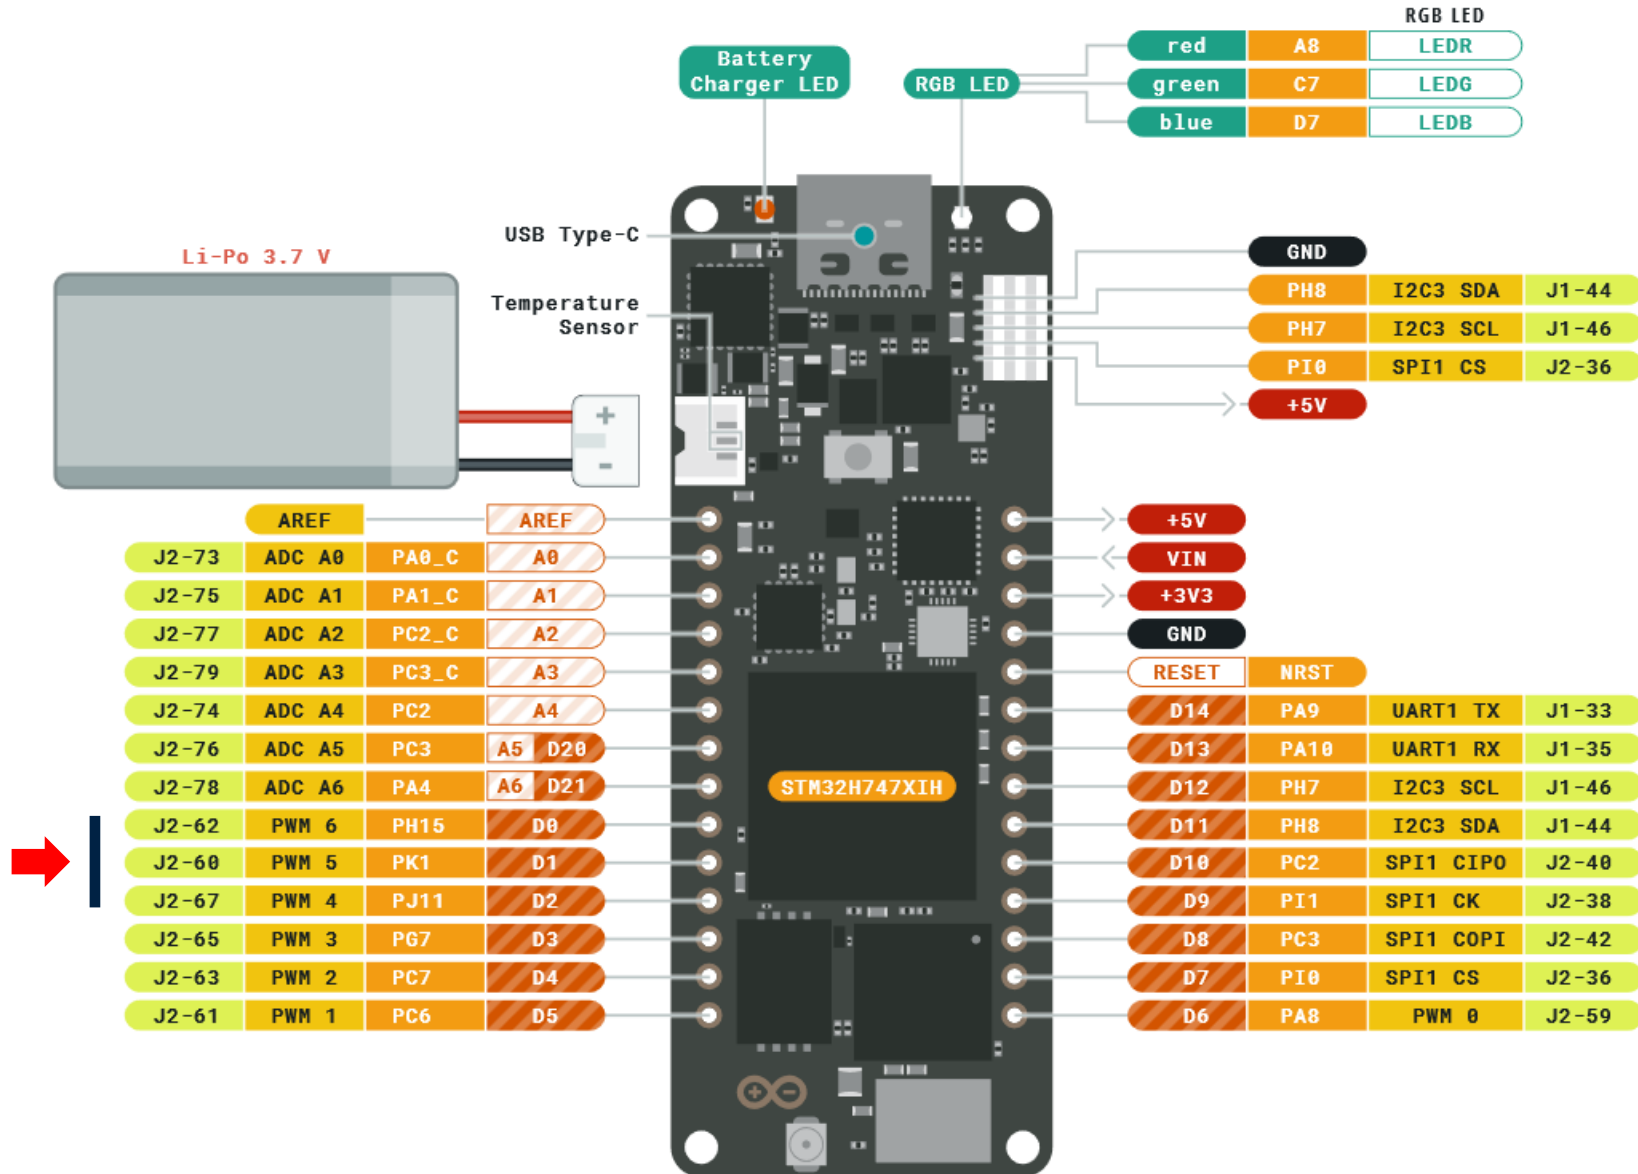 RGB LED
red A8 LEDR
green C7 LEDG
blue D7 LEDB
Battery
Charger LED
RGB LED
USB Type-C
Temperature
Sensor
Li-Po 3.7 V
+
-
GND
PH8 I2C3 SDA J1-44
PH7 I2C3 SCL J1-46
PI0 SPI1 CS J2-36
+5V
AREF AREF
J2-73 ADC A0 PA0_C A0
J2-75 ADC A1 PA1_C A1
J2-77 ADC A2 PC2_C A2
J2-79 ADC A3 PC3_C A3
J2-74 ADC A4 PC2 A4
J2-76 ADC A5 PC3 A5 D20
J2-78 ADC A6 PA4 A6 D21
J2-62 PWM 6 PH15 D0
J2-60 PWM 5 PK1 D1
J2-67 PWM 4 PJ11 D2
J2-65 PWM 3 PG7 D3
J2-63 PWM 2 PC7 D4
J2-61 PWM 1 PC6 D5
STM32H747XIH
+5V
VIN
+3V3
GND
RESET NRST
D14 PA9 UART1 TX J1-33
D13 PA10 UART1 RX J1-35
D12 PH7 I2C3 SCL J1-46
D11 PH8 I2C3 SDA J1-44
D10 PC2 SPI1 CIPO J2-40
D9 PI1 SPI1 CK J2-38
D8 PC3 SPI1 COPI J2-42
D7 PI0 SPI1 CS J2-36
D6 PA8 PWM 0 J2-59